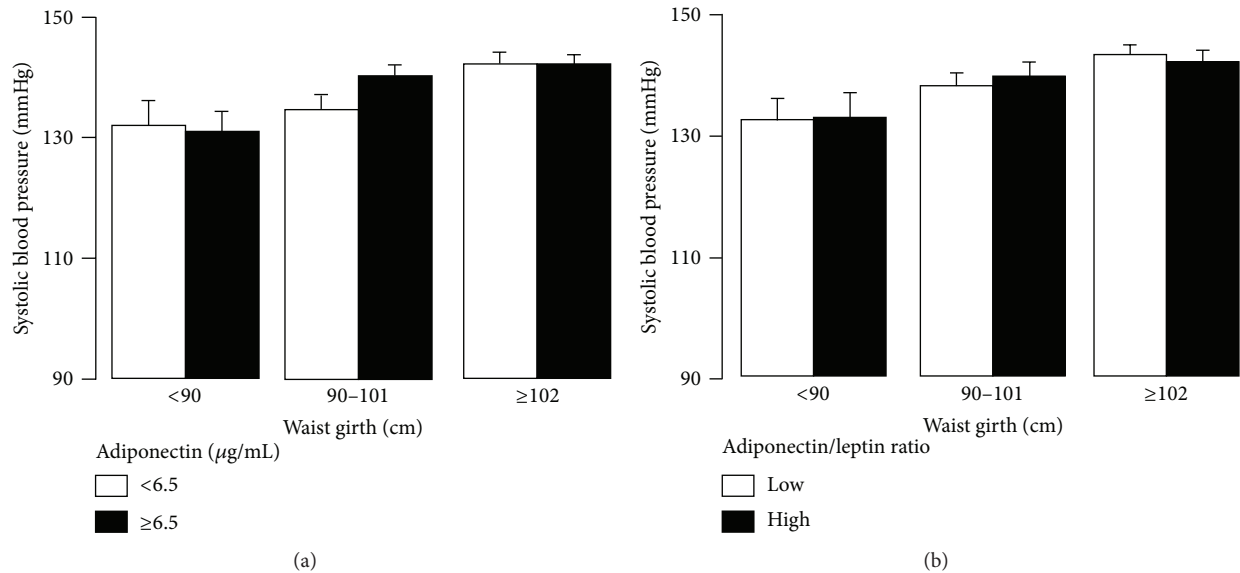 150
130
110
90
Systolic blood pressure (mmHg)
<90
90–101
≥102
Waist girth (cm)
Adiponectin (μg/mL)
<6.5
≥6.5
(a)
150
130
110
90
Systolic blood pressure (mmHg)
<90
90–101
≥102
Waist girth (cm)
Adiponectin/leptin ratio
Low
High
(b)